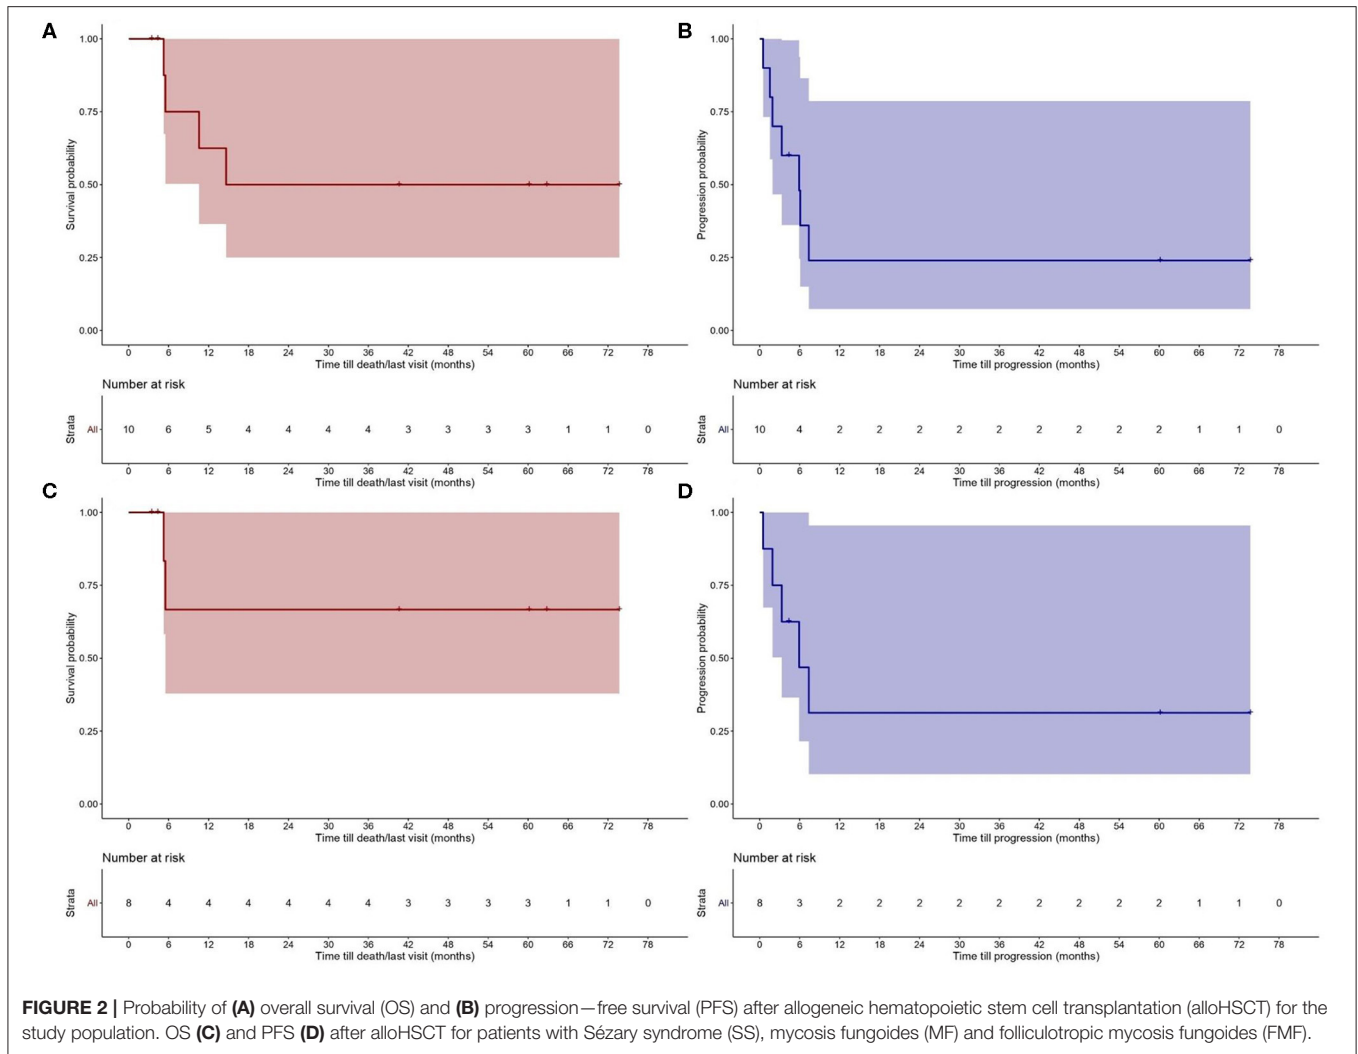 A
B
1.00
0.75
0.50
0.25
0.00
Survival probability
0 6 12 18 24 30 36 42 48 54 60 66 72 78
Time till death/last visit (months)
1.00
0.75
0.50
0.25
0.00
Progression probability
0 6 12 18 24 30 36 42 48 54 60 66 72 78
Time till progression (months)
Number at risk
Strata
All
10 6 5 4 4 4 4 3 3 3 3 1 1 0
0 6 12 18 24 30 36 42 48 54 60 66 72 78
Time till death/last visit (months)
Number at risk
Strata
All
10 4 2 2 2 2 2 2 2 2 2 1 1 0
0 6 12 18 24 30 36 42 48 54 60 66 72 78
Time till progression (months)
C
D
1.00
0.75
0.50
0.25
0.00
Survival probability
0 6 12 18 24 30 36 42 48 54 60 66 72 78
Time till death/last visit (months)
1.00
0.75
0.50
0.25
0.00
Progression probability
0 6 12 18 24 30 36 42 48 54 60 66 72 78
Time till progression (months)
Number at risk
Strata
All
8 4 4 4 4 4 4 3 3 3 3 1 1 0
0 6 12 18 24 30 36 42 48 54 60 66 72 78
Time till death/last visit (months)
Number at risk
Strata
All
8 3 2 2 2 2 2 2 2 2 2 1 1 0
0 6 12 18 24 30 36 42 48 54 60 66 72 78
Time till progression (months)
FIGURE 2 | Probability of (A) overall survival (OS) and (B) progression—free survival (PFS) after allogeneic hematopoietic stem cell transplantation (alloHSCT) for the
study population. OS (C) and PFS (D) after alloHSCT for patients with Sézary syndrome (SS), mycosis fungoides (MF) and folliculotropic mycosis fungoides (FMF).